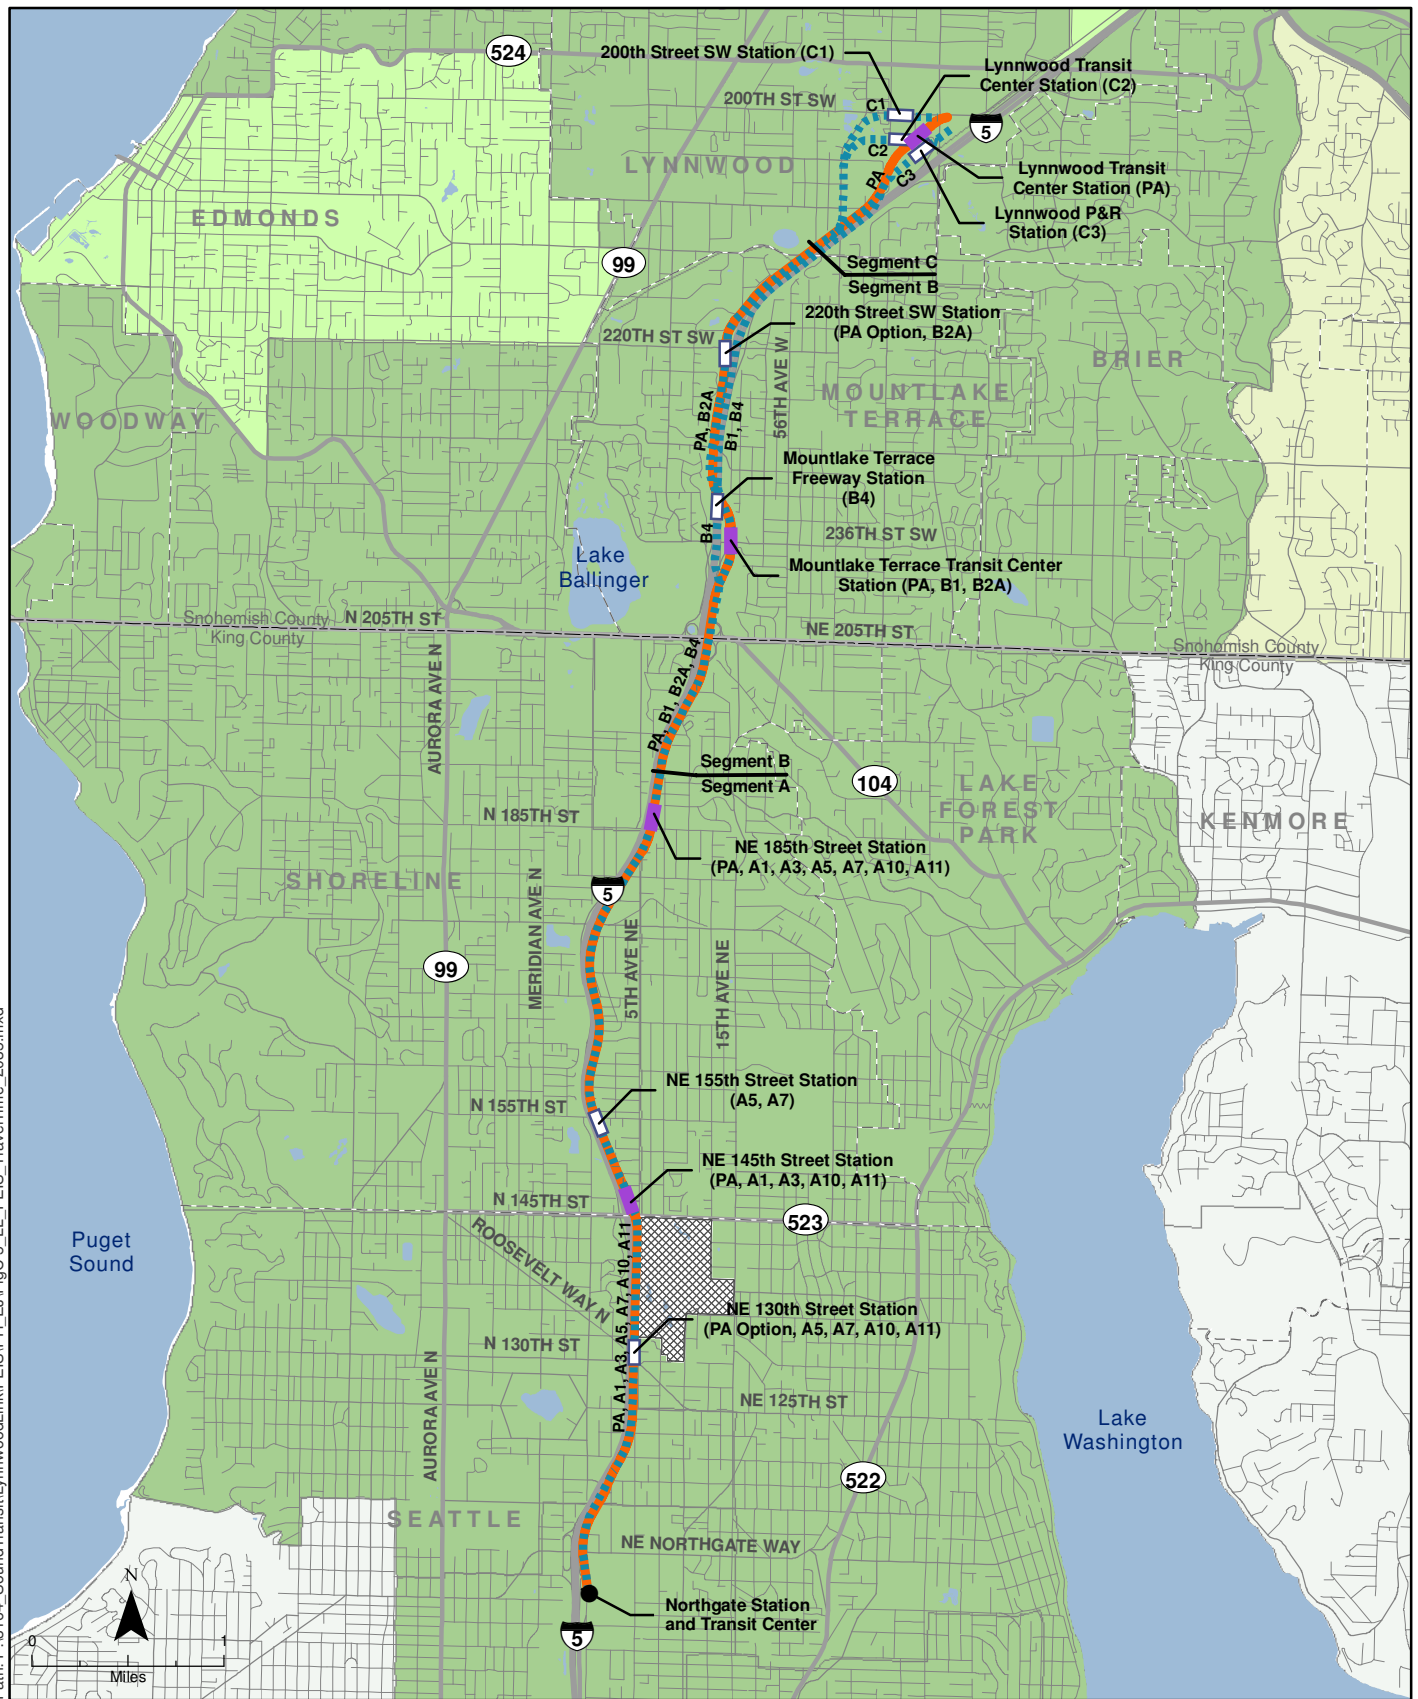 524
200th Street SW Station (C1)
Lynnwood Transit
Center Station (C2)
200TH ST SW
C1
5
C2
LYNNWOOD
Lynnwood Transit
Center Station (PA)
PA
C3
EDMONDS
Lynnwood P&R
Station (C3)
99
Segment C
Segment B
220th Street SW Station
(PA Option, B2A)
220TH ST SW
56TH AVE W
BRIER
MOUNTLAKE
TERRACE
WOODWAY
PA, B2A
B1, B4
Mountlake Terrace
Freeway Station
(B4)
B4
236TH ST SW
Lake
Ballinger
Mountlake Terrace Transit Center
Station (PA, B1, B2A)
Snohomish County
King County
N 205TH ST
NE 205TH ST
Snohomish County
King County
AURORA AVE N
PA, B1, B2A, B4
Segment B
Segment A
104
LAKE
FOREST
PARK
KENMORE
N 185TH ST
NE 185th Street Station
(PA, A1, A3, A5, A7, A10, A11)
SHORELINE
5
MERIDIAN AVE N
5TH AVE NE
15TH AVE NE
99
NE 155th Street Station
(A5, A7)
N 155TH ST
NE 145th Street Station
(PA, A1, A3, A10, A11)
N 145TH ST
523
ROOSEVELT WAY N
Puget
Sound
PA, A1, A3, A5, A7, A10, A11
NE 130th Street Station
(PA Option, A5, A7, A10, A11)
N 130TH ST
AURORA AVE N
NE 125TH ST
Lake
Washington
522
SEATTLE
NE NORTHGATE WAY
N
Northgate Station
and Transit Center
5
0 1
Miles